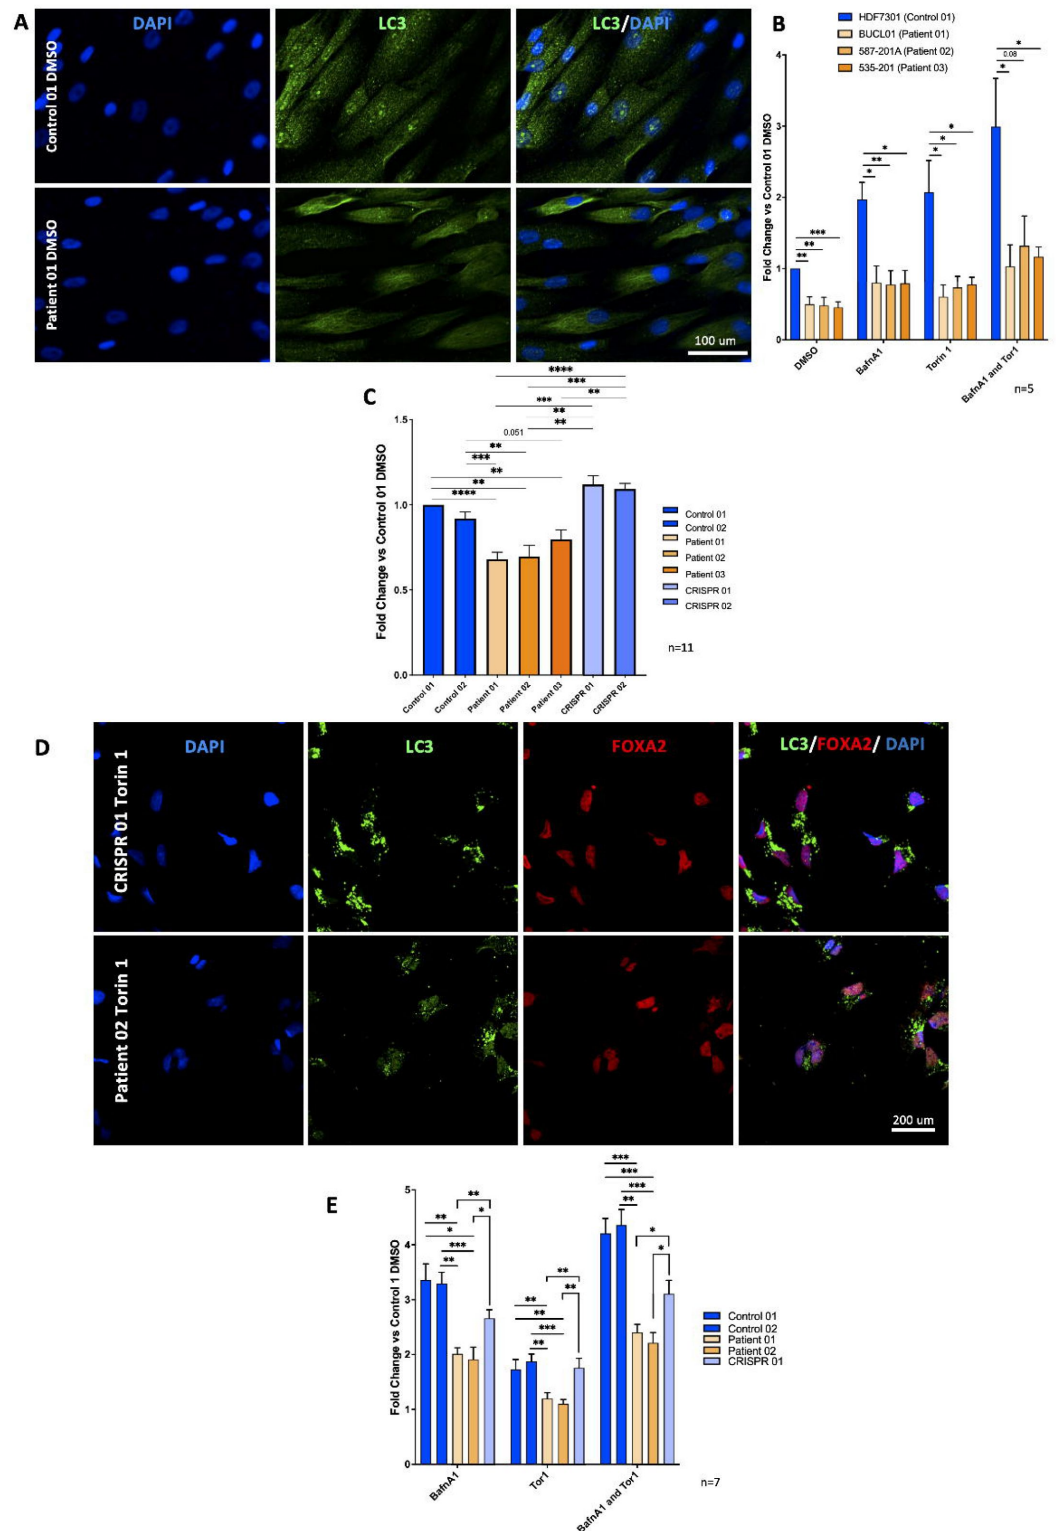 A
DAPI
LC3
LC3/DAPI
Control 01 DMSO
Patient 01 DMSO
100 um
B
HDF7301 (Control 01)
BUCL01 (Patient 01)
587-201A (Patient 02)
535-201 (Patient 03)
Fold Change vs Control 01 DMSO
4
3
2
1
0
**
**
***
*
**
*
*
*
*
*
0.08
*
DMSO
BafnA1
Torin 1
BafnA1 and Tor1
n=5
C
Fold Change vs Control 01 DMSO
1.5
1.0
0.5
0.0
****
***
**
***
**
**
0.051
**
***
**
**
****
Control 01
Control 02
Patient 01
Patient 02
Patient 03
CRISPR 01
CRISPR 02
Control 01
Control 02
Patient 01
Patient 02
Patient 03
CRISPR 01
CRISPR 02
n=11
D
DAPI
LC3
FOXA2
LC3/FOXA2/ DAPI
CRISPR 01 Torin 1
Patient 02 Torin 1
200 um
E
Fold Change vs Control 1 DMSO
5
4
3
2
1
0
**
*
**
*
***
**
**
**
**
**
***
**
***
***
***
**
*
*
BafnA1
Tor1
BafnA1 and Tor1
Control 01
Control 02
Patient 01
Patient 02
CRISPR 01
n=7